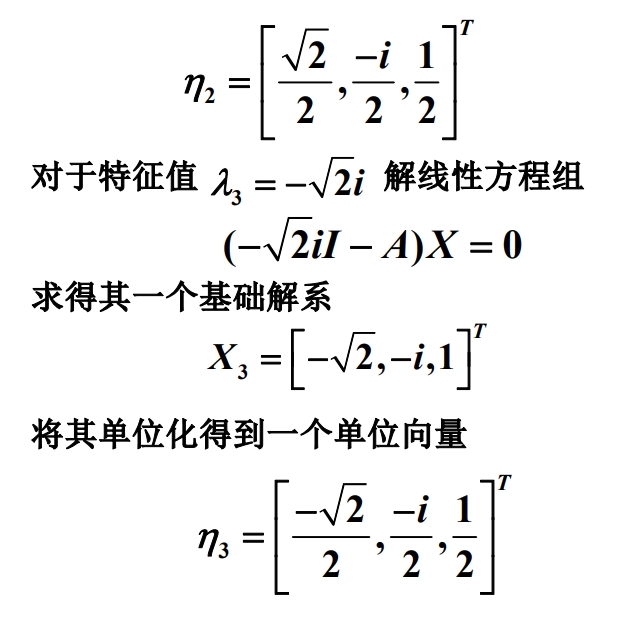 η₂ = [√2/2, -i/2, 1/2]ᵀ
对于特征值 λ₃ = -√2i 解线性方程组
(-√2iI - A)X = 0
求得其一个基础解系
X₃ = [-√2, -i, 1]ᵀ
将其单位化得到一个单位向量
η₃ = [-√2/2, -i/2, 1/2]ᵀ